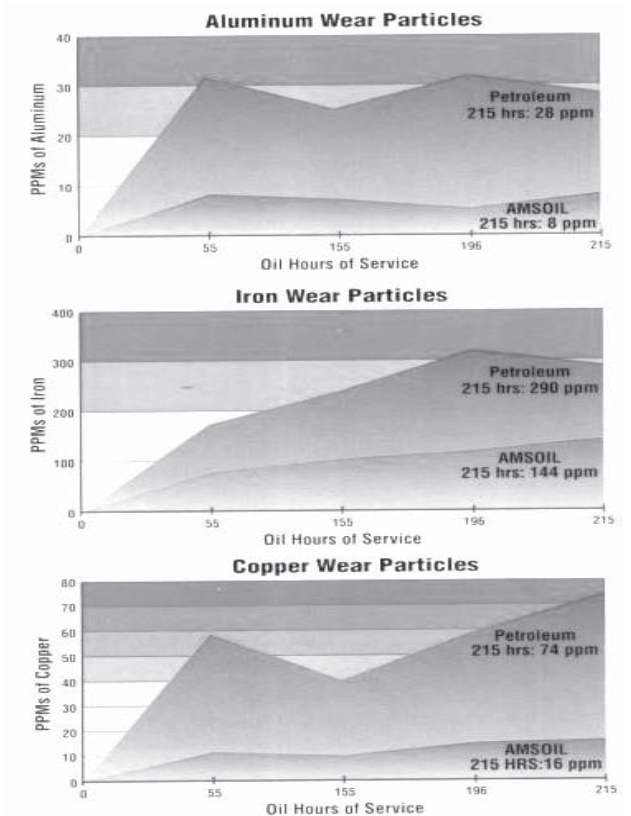 Aluminum Wear Particles
PPMs of Aluminum
40
30
20
10
0
Petroleum
215 hrs: 28 ppm
AMSOIL
215 hrs: 8 ppm
0 55 155 196 215
Oil Hours of Service
Iron Wear Particles
PPMs of Iron
400
300
200
100
0
Petroleum
215 hrs: 290 ppm
AMSOIL
215 hrs: 144 ppm
0 55 155 196 215
Oil Hours of Service
Copper Wear Particles
PPMs of Copper
80
70
60
50
40
30
20
10
0
Petroleum
215 hrs: 74 ppm
AMSOIL
215 HRS:16 ppm
0 55 155 196 215
Oil Hours of Service